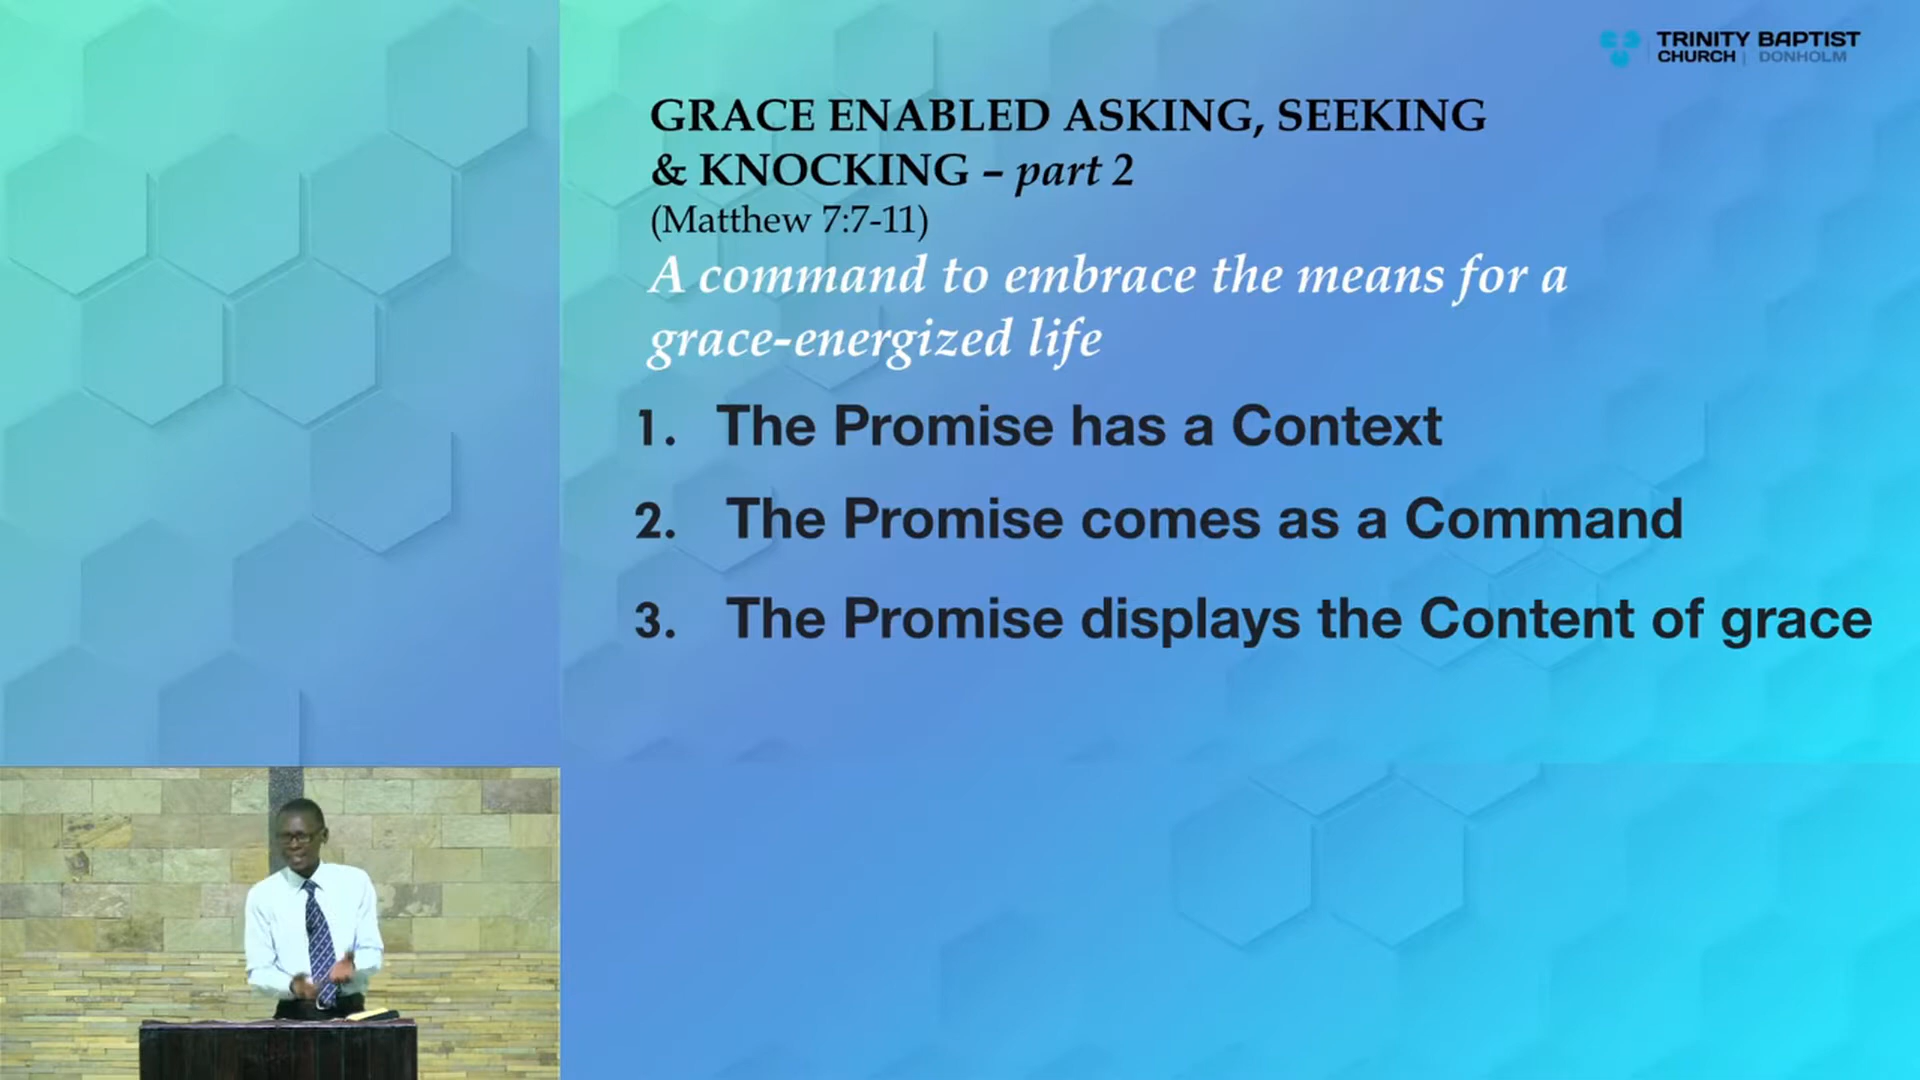 TRINITY BAPTIST
CHURCH | DONHOLM
GRACE ENABLED ASKING, SEEKING
& KNOCKING – part 2
(Matthew 7:7-11)
A command to embrace the means for a
grace-energized life
1. The Promise has a Context
2. The Promise comes as a Command
3. The Promise displays the Content of grace